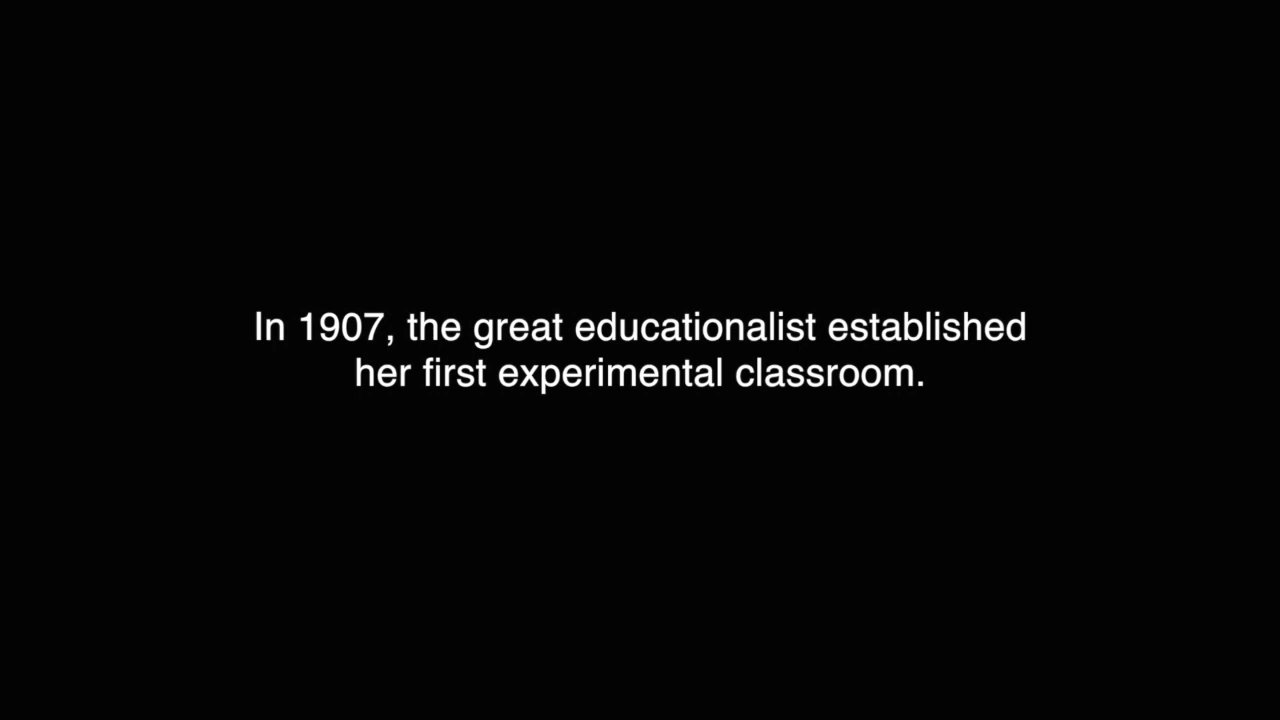 In 1907, the great educationalist established
her first experimental classroom.